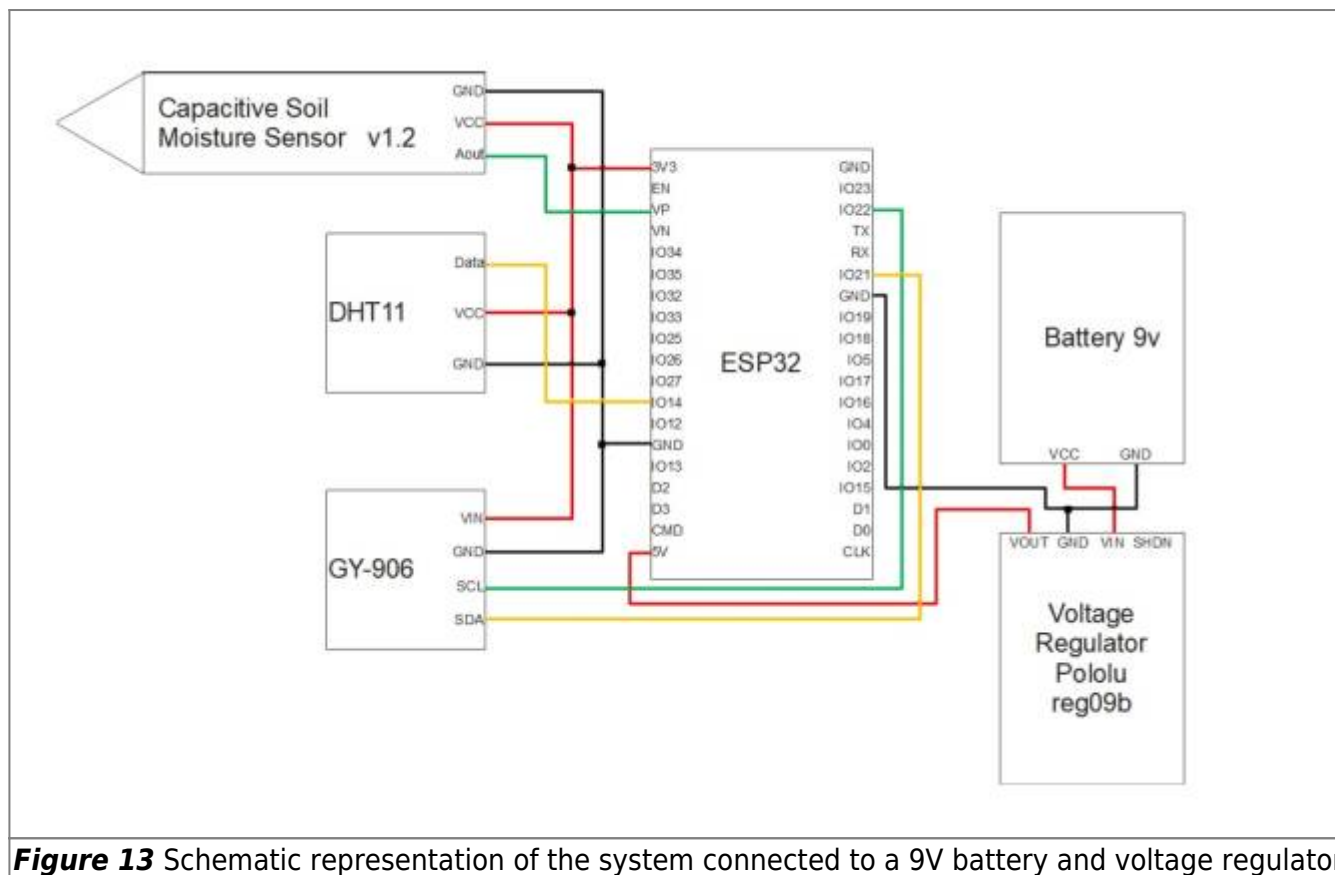 Capacitive Soil
Moisture Sensor v1.2
GND
VCC
Aout
DHT11
Data
VCC
GND
GY-906
VIN
GND
SCL
SDA
ESP32
3V3
EN
VP
VN
IO34
IO35
IO32
IO33
IO25
IO26
IO27
IO14
IO12
GND
IO13
D2
D3
CMD
5V
GND
IO23
IO22
TX
RX
IO21
GND
IO19
IO18
IO5
IO17
IO16
IO4
IO0
IO2
IO15
D1
D0
CLK
Battery 9v
VCC GND
VOUT GND VIN SHDN
Voltage
Regulator
Pololu
reg09b
Figure 13 Schematic representation of the system connected to a 9V battery and voltage regulator